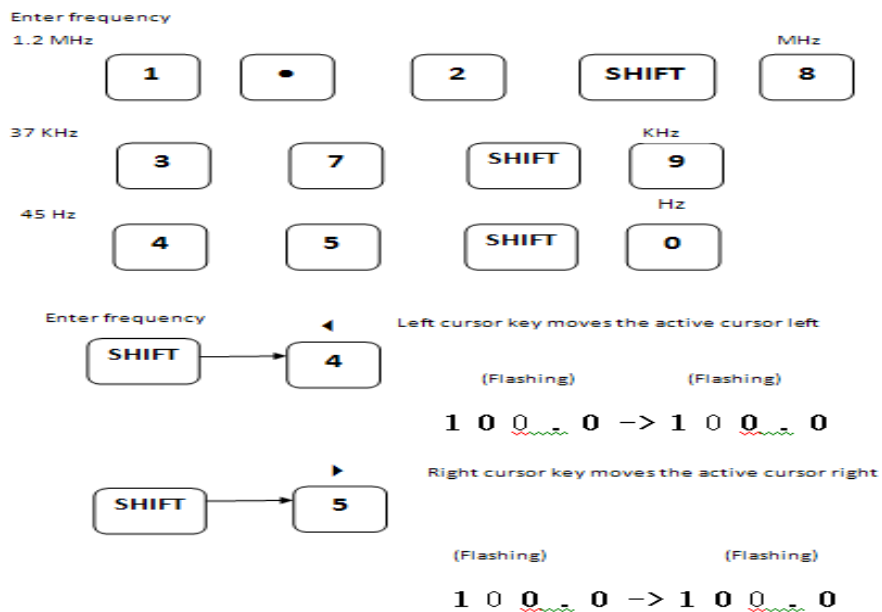 Enter frequency
1.2 MHz MHz
1 • 2 SHIFT 8
37 KHz KHz
3 7 SHIFT 9
45 Hz Hz
4 5 SHIFT 0
Enter frequency ◄ Left cursor key moves the active cursor left
SHIFT 4
(Flashing) (Flashing)
1 0 0 . 0 -> 1 0 0 . 0
► Right cursor key moves the active cursor right
SHIFT 5
(Flashing) (Flashing)
1 0 0 . 0 -> 1 0 0 . 0